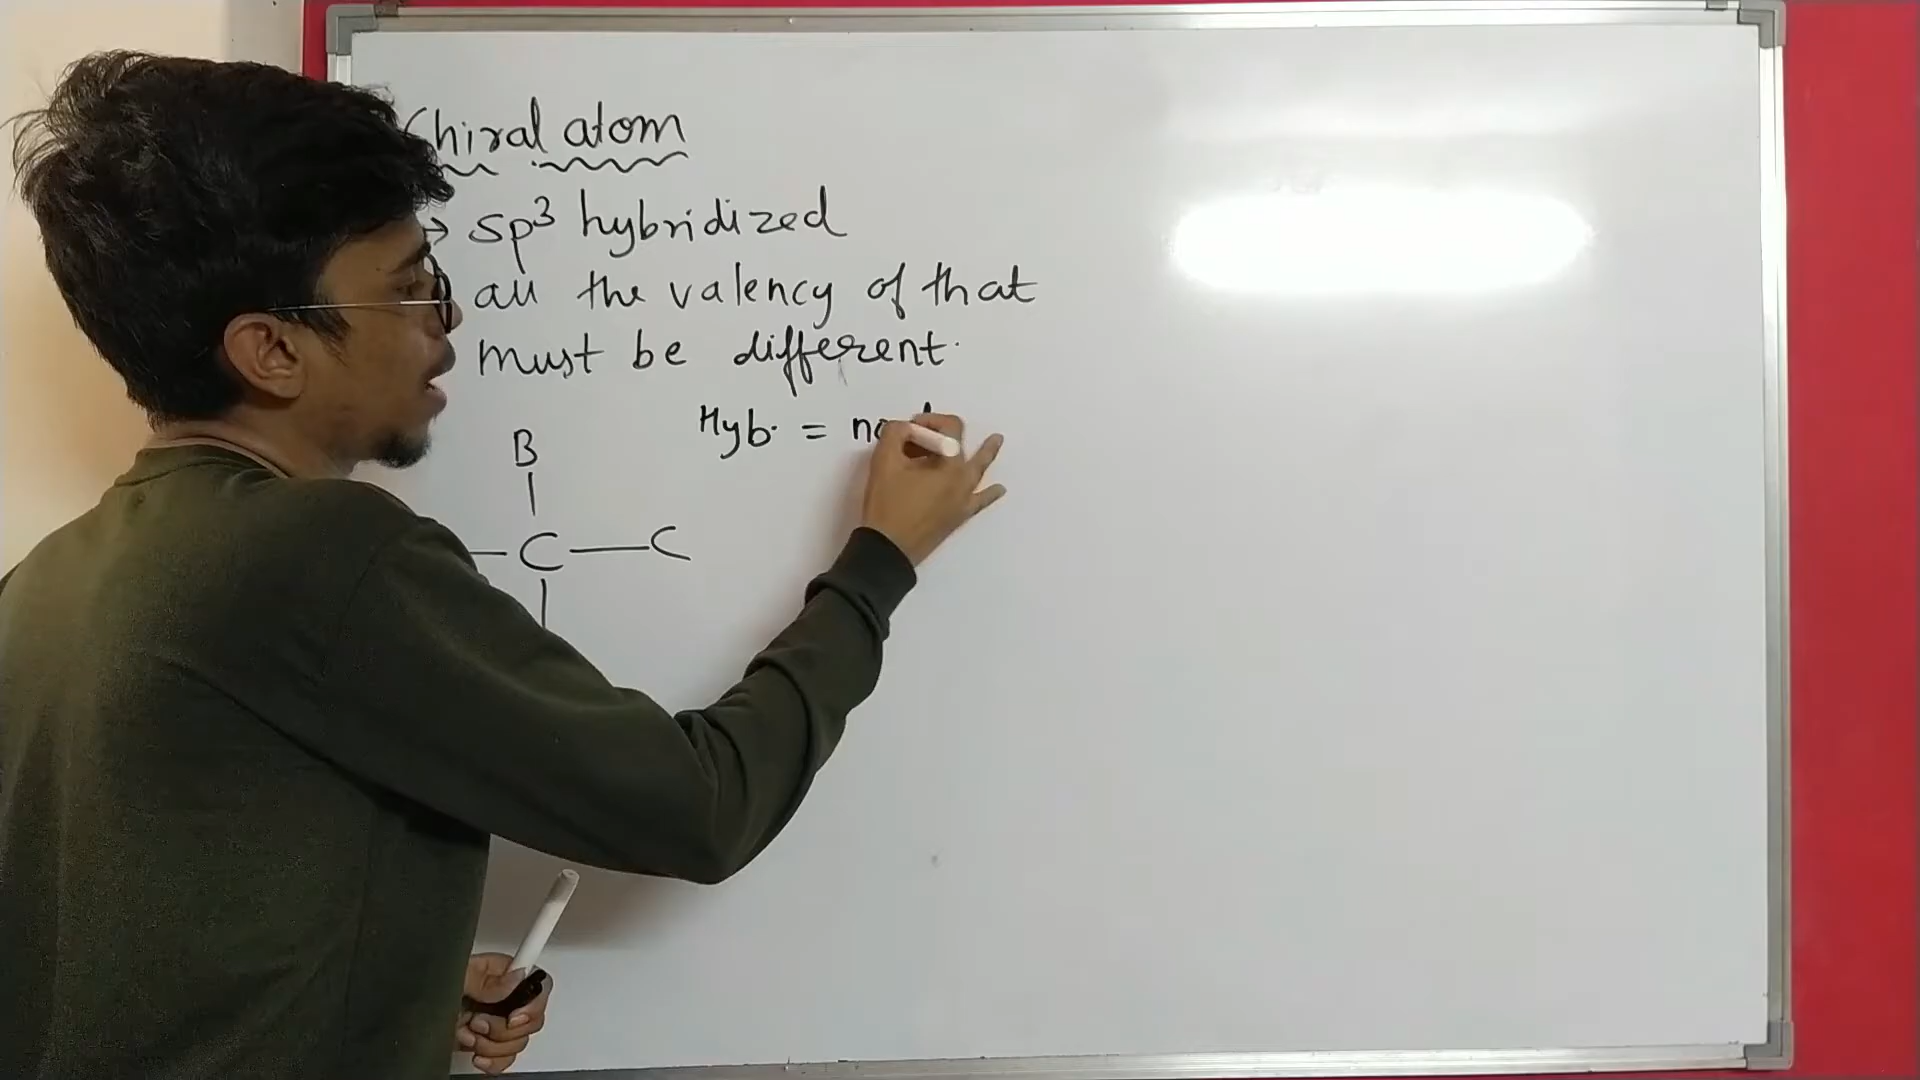 Chiral atom
→ sp³ hybridized
all the valency of that
must be different.
Hyb. =
B
— C — C